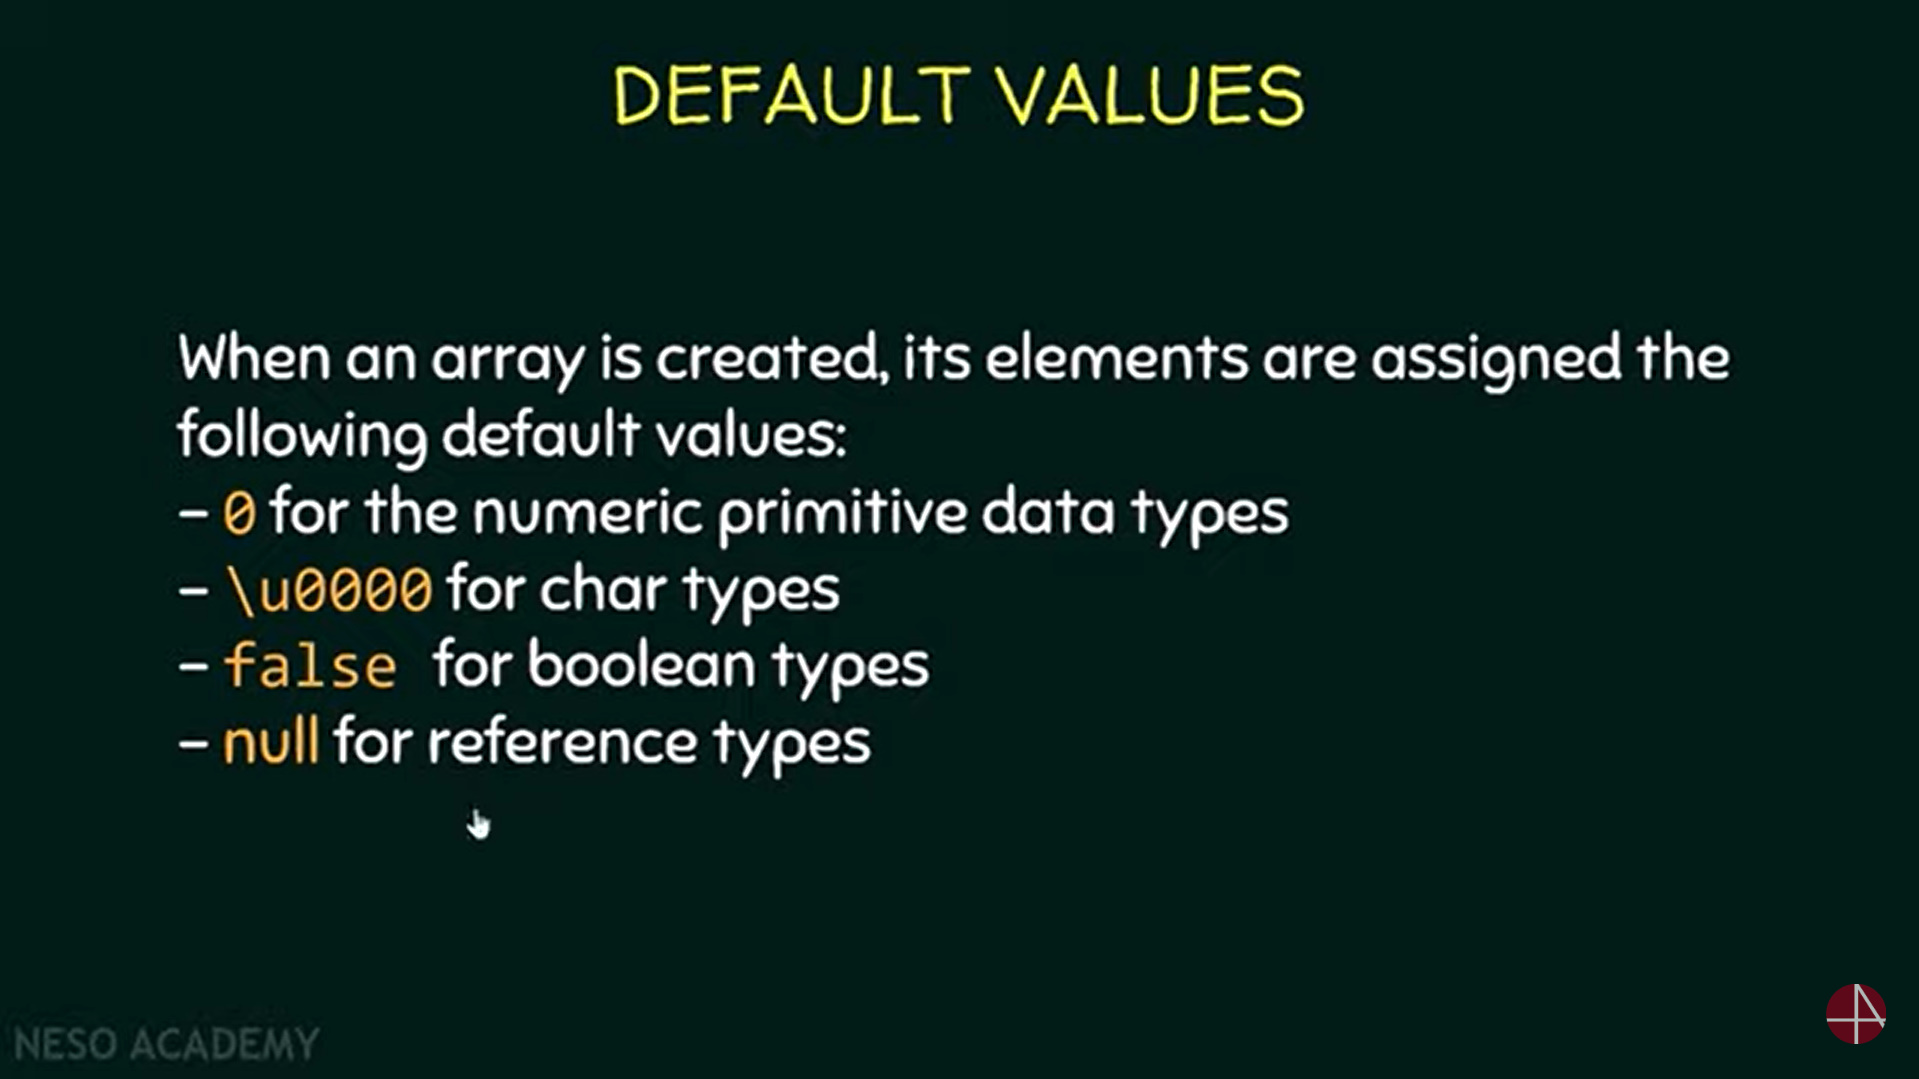 DEFAULT VALUES
When an array is created, its elements are assigned the
following default values:
– 0 for the numeric primitive data types
– \u0000 for char types
– false for boolean types
– null for reference types
NESO ACADEMY